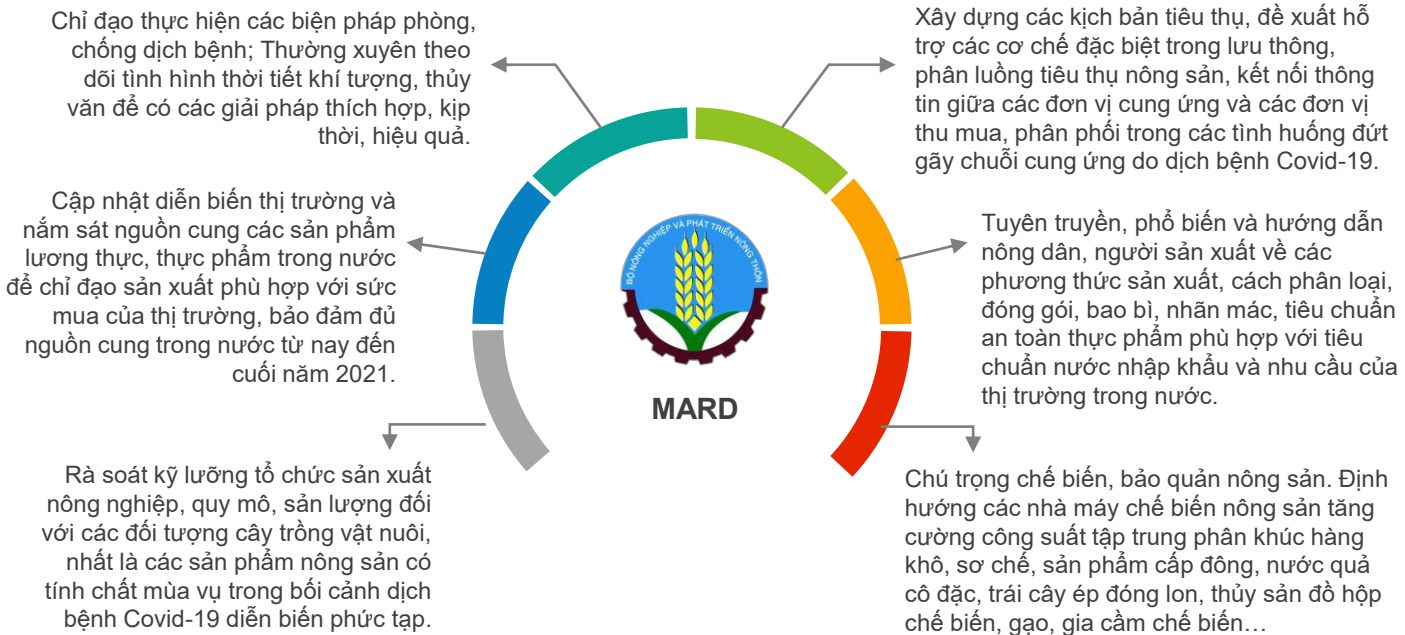 Chỉ đạo thực hiện các biện pháp phòng,
chống dịch bệnh; Thường xuyên theo
dõi tình hình thời tiết khí tượng, thủy
văn để có các giải pháp thích hợp, kịp
thời, hiệu quả.
Cập nhật diễn biến thị trường và
nắm sát nguồn cung các sản phẩm
lương thực, thực phẩm trong nước
để chỉ đạo sản xuất phù hợp với sức
mua của thị trường, bảo đảm đủ
nguồn cung trong nước từ nay đến
cuối năm 2021.
Rà soát kỹ lưỡng tổ chức sản xuất
nông nghiệp, quy mô, sản lượng đối
với các đối tượng cây trồng vật nuôi,
nhất là các sản phẩm nông sản có
tính chất mùa vụ trong bối cảnh dịch
bệnh Covid-19 diễn biến phức tạp.
BỘ NÔNG NGHIỆP VÀ PHÁT TRIỂN NÔNG THÔN
MARD
Xây dựng các kịch bản tiêu thụ, đề xuất hỗ
trợ các cơ chế đặc biệt trong lưu thông,
phân luồng tiêu thụ nông sản, kết nối thông
tin giữa các đơn vị cung ứng và các đơn vị
thu mua, phân phối trong các tình huống đứt
gãy chuỗi cung ứng do dịch bệnh Covid-19.
Tuyên truyền, phổ biến và hướng dẫn
nông dân, người sản xuất về các
phương thức sản xuất, cách phân loại,
đóng gói, bao bì, nhãn mác, tiêu chuẩn
an toàn thực phẩm phù hợp với tiêu
chuẩn nước nhập khẩu và nhu cầu của
thị trường trong nước.
Chú trọng chế biến, bảo quản nông sản. Định
hướng các nhà máy chế biến nông sản tăng
cường công suất tập trung phân khúc hàng
khô, sơ chế, sản phẩm cấp đông, nước quả
cô đặc, trái cây ép đóng lon, thủy sản đồ hộp
chế biến, gạo, gia cầm chế biến…